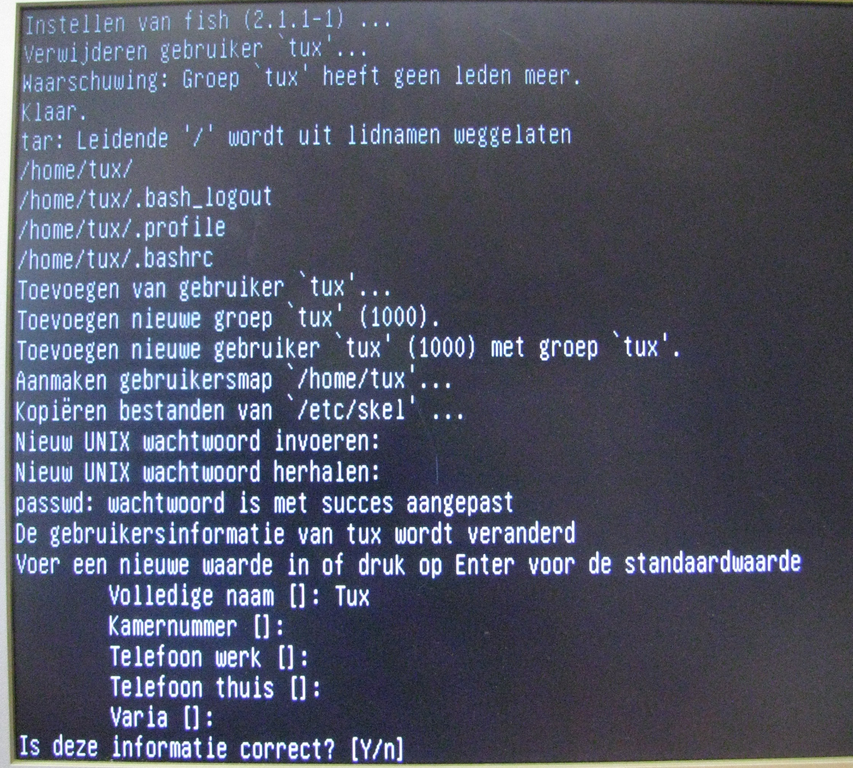 Instellen van fish (2.1.1-1) ...
Verwijderen gebruiker `tux'...
Waarschuwing: Groep `tux' heeft geen leden meer.
Klaar.
tar: Leidende '/' wordt uit lidnamen weggelaten
/home/tux/
/home/tux/.bash_logout
/home/tux/.profile
/home/tux/.bashrc
Toevoegen van gebruiker `tux'...
Toevoegen nieuwe groep `tux' (1000).
Toevoegen nieuwe gebruiker `tux' (1000) met groep `tux'.
Aanmaken gebruikersmap `/home/tux'...
Kopiëren bestanden van `/etc/skel' ...
Nieuw UNIX wachtwoord invoeren:
Nieuw UNIX wachtwoord herhalen:
passwd: wachtwoord is met succes aangepast
De gebruikersinformatie van tux wordt veranderd
Voer een nieuwe waarde in of druk op Enter voor de standaardwaarde
Volledige naam []: Tux
Kamernummer []:
Telefoon werk []:
Telefoon thuis []:
Varia []:
Is deze informatie correct? [Y/n]